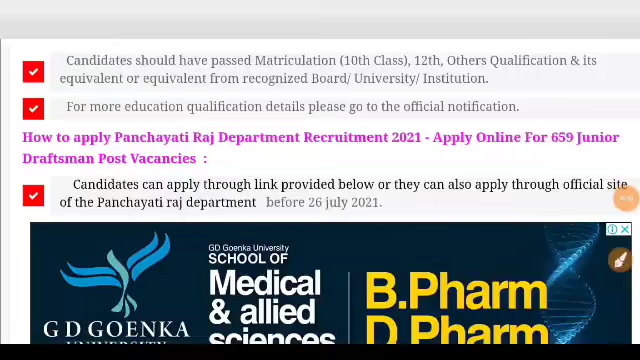 Candidates should have passed Matriculation (10th Class), 12th, Others Qualification & its
equivalent or equivalent from recognized Board/ University/ Institution.
For more education qualification details please go to the official notification.
How to apply Panchayati Raj Department Recruitment 2021 - Apply Online For 659 Junior
Draftsman Post Vacancies :
Candidates can apply through link provided below or they can also apply through official site
of the Panchayati raj department before 26 july 2021.
GD Goenka University
SCHOOL OF
Medical
& allied
sciences
B.Pharm
D.Pharm
G D GOENKA
UNIVERSITY